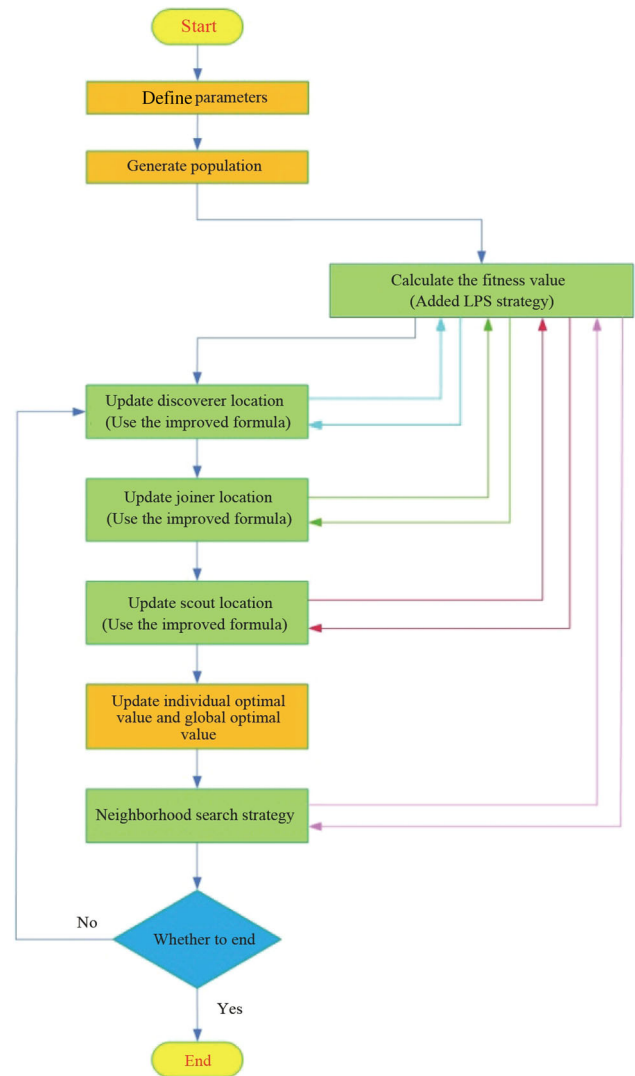 Start
Define parameters
Generate population
Calculate the fitness value
(Added LPS strategy)
Update discoverer location
(Use the improved formula)
Update joiner location
(Use the improved formula)
Update scout location
(Use the improved formula)
Update individual optimal
value and global optimal
value
Neighborhood search strategy
No
Whether to end
Yes
End